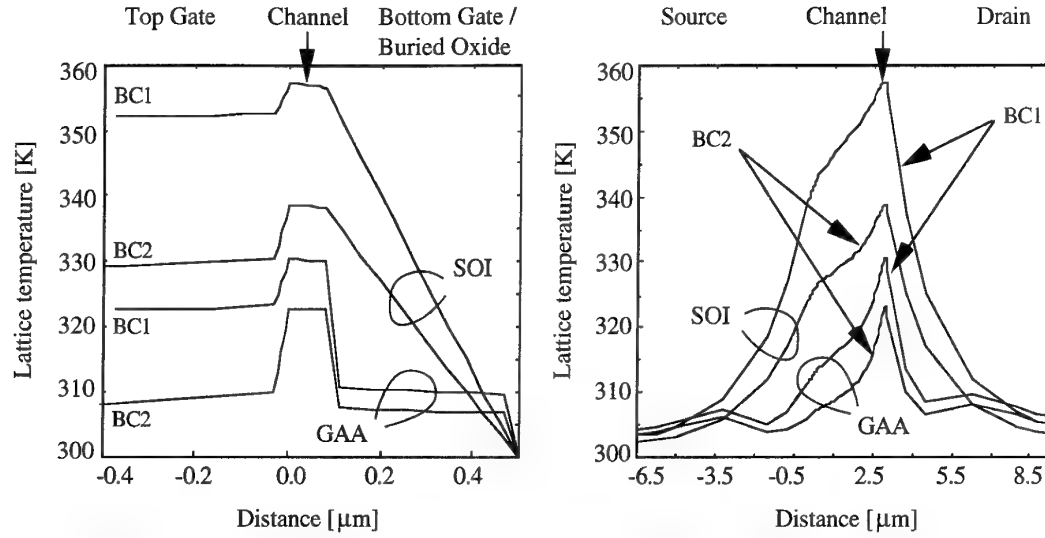 Top Gate
Channel
Bottom Gate /
Buried Oxide
Lattice temperature [K]
360
350
340
330
320
310
300
BC1
BC2
BC1
BC2
SOI
GAA
-0.4
-0.2
0.0
0.2
0.4
Distance [μm]
Source
Channel
Drain
Lattice temperature [K]
360
350
340
330
320
310
300
BC2
BC1
SOI
GAA
-6.5
-3.5
-0.5
2.5
5.5
8.5
Distance [μm]